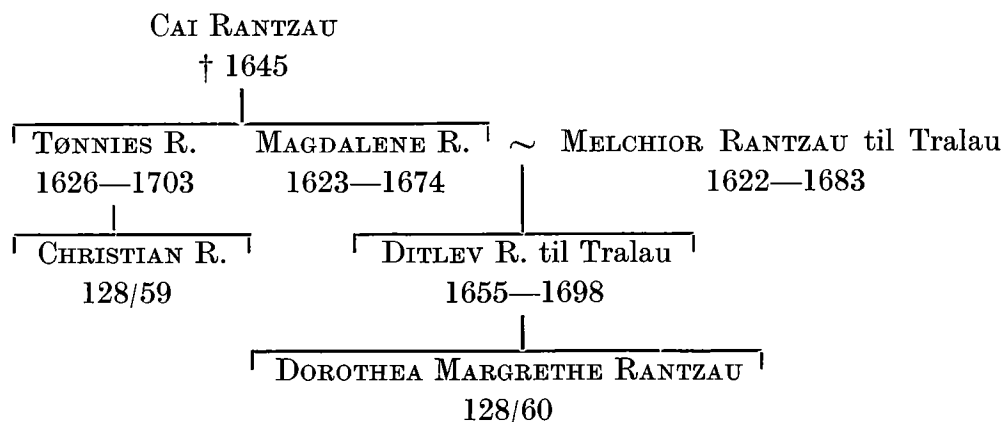 Cai Rantzau
† 1645
Tønnies R. Magdalene R. ~ Melchior Rantzau til Tralau
1626—1703 1623—1674 1622—1683
Christian R. Ditlev R. til Tralau
128/59 1655—1698
Dorothea Margrethe Rantzau
128/60